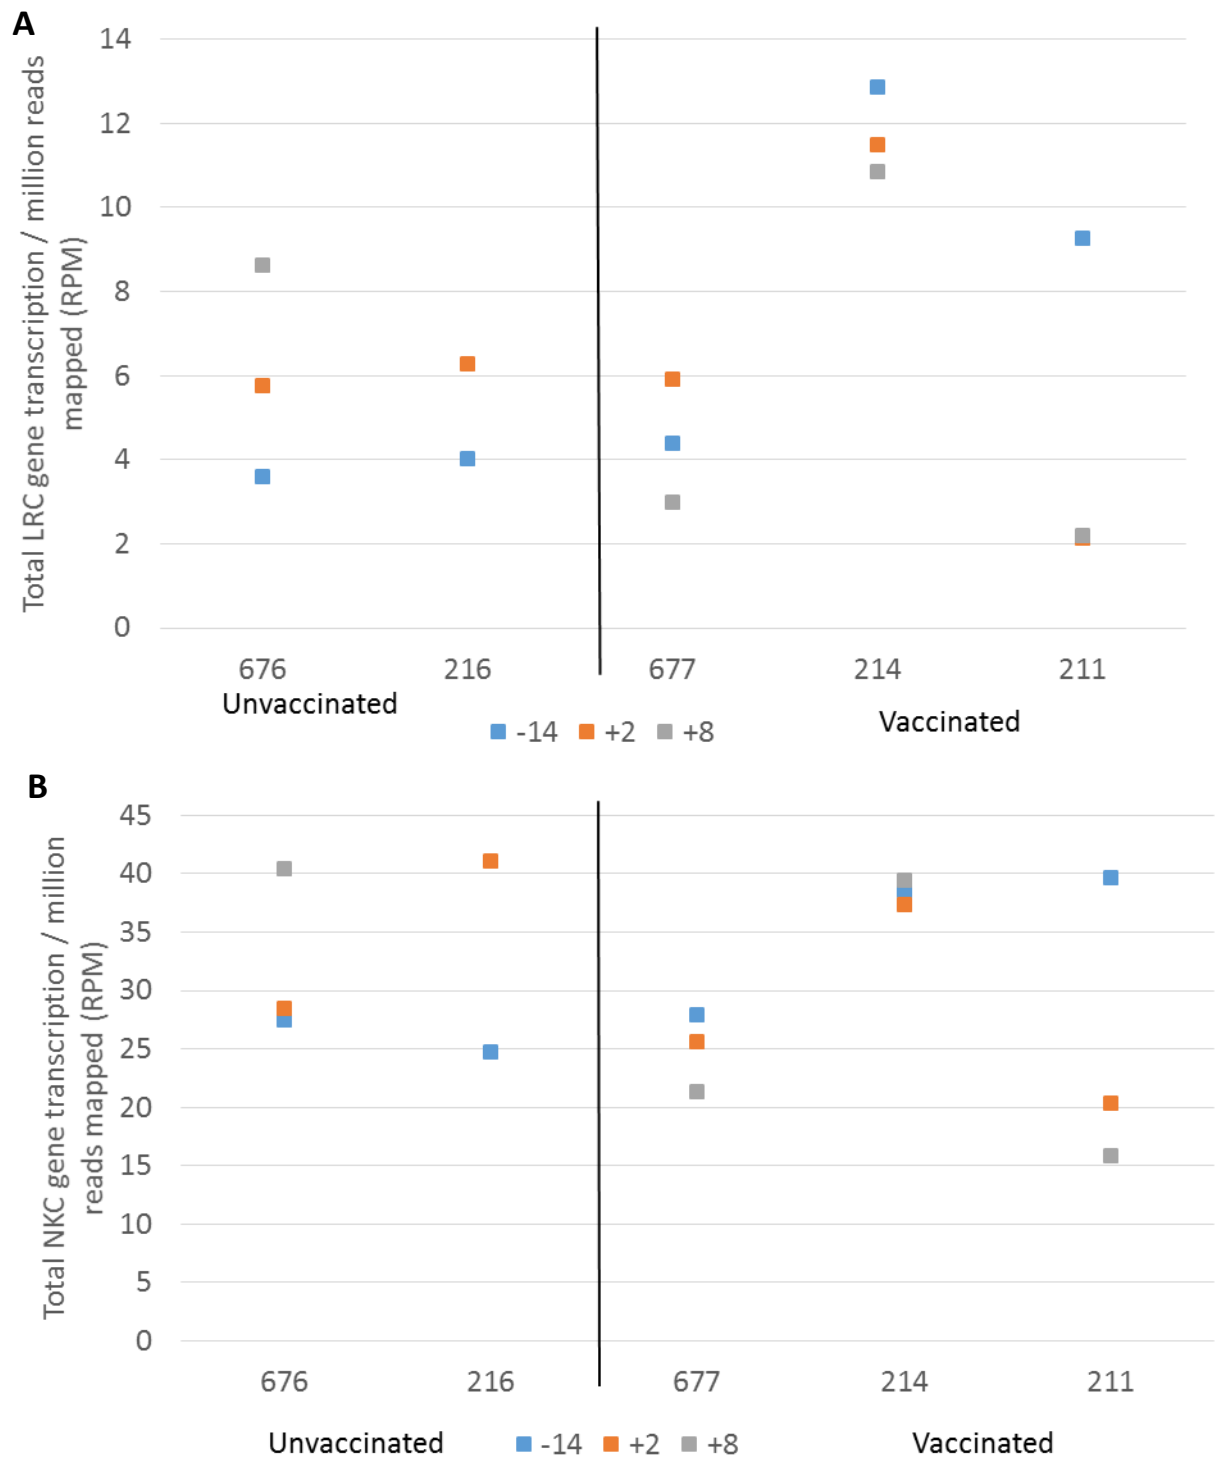 A
Total LRC gene transcription / million reads
mapped (RPM)
14
12
10
8
6
4
2
0
676 216 677 214 211
Unvaccinated
Vaccinated
-14 +2 +8
B
Total NKC gene transcription / million
reads mapped (RPM)
45
40
35
30
25
20
15
10
5
0
676 216 677 214 211
Unvaccinated -14 +2 +8 Vaccinated